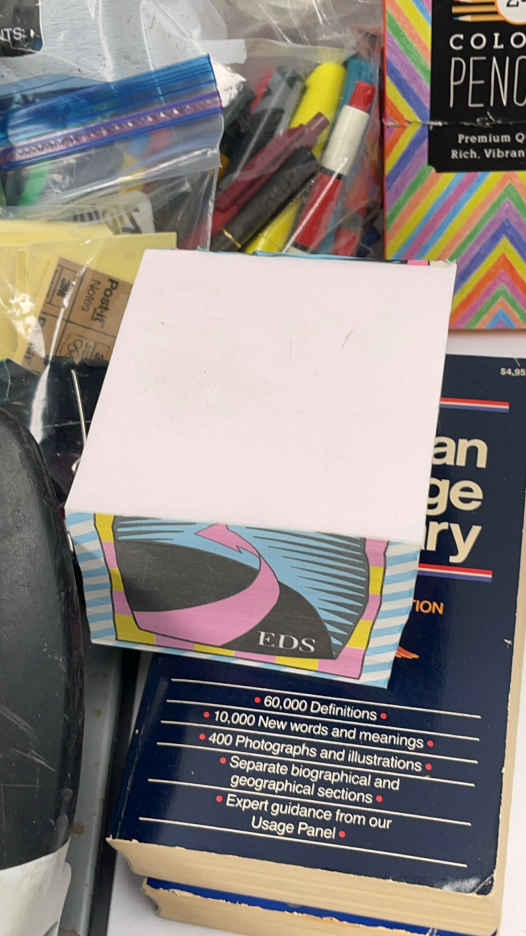 NTS:
COLO
PENC
Premium Q
Rich, Vibran
Post-it
Notes
3M
$4,95
an
ge
ry
TION
EDS
• 60,000 Definitions •
• 10,000 New words and meanings •
• 400 Photographs and illustrations •
• Separate biographical and
geographical sections •
• Expert guidance from our
Usage Panel •